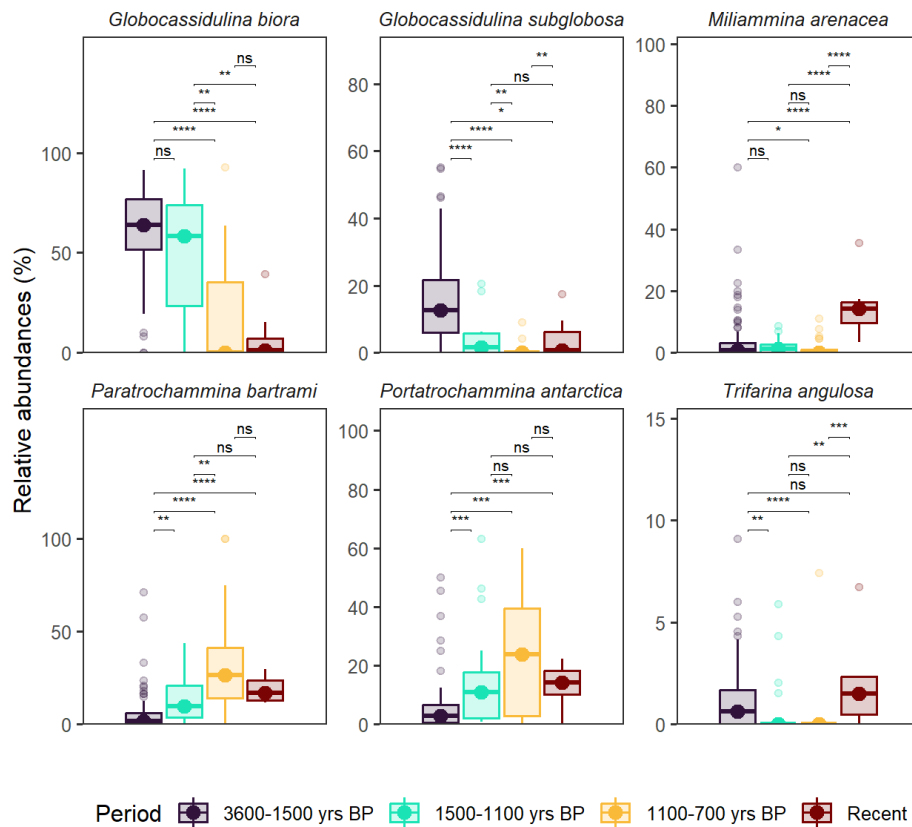 Globocassidulina biora
Globocassidulina subglobosa
Miliammina arenacea
Relative abundances (%)
100
50
0
ns
**
**
****
****
ns
80
60
40
20
0
**
ns
**
*
****
****
100
80
60
40
20
0
****
****
ns
****
*
ns
Paratrochammina bartrami
Portatrochammina antarctica
Trifarina angulosa
100
50
0
ns
ns
**
****
****
**
100
80
60
40
20
0
ns
ns
ns
***
***
***
15
10
5
0
***
**
ns
ns
****
**
Period 3600-1500 yrs BP 1500-1100 yrs BP 1100-700 yrs BP Recent